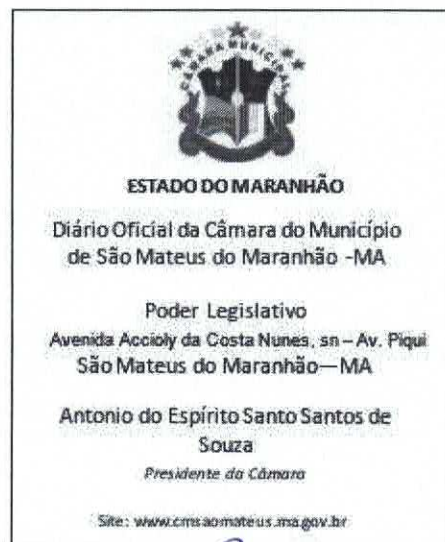 CÂMARA MUNICIPAL
ESTADO DO MARANHÃO
Diário Oficial da Câmara do Município
de São Mateus do Maranhão -MA
Poder Legislativo
Avenida Accioly da Costa Nunes, sn – Av. Piqui
São Mateus do Maranhão—MA
Antonio do Espírito Santo Santos de
Souza
Presidente da Câmara
Site: www.cmsaomateus.ma.gov.br